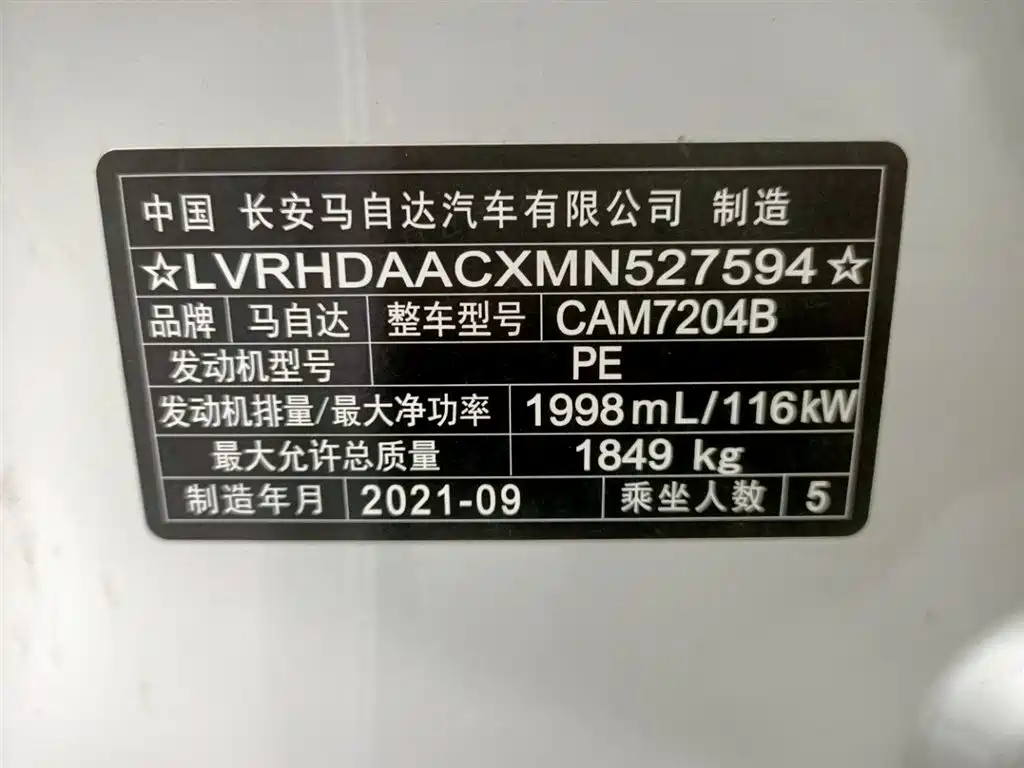 中国 长安马自达汽车有限公司 制造
☆LVRHDAACXMN527594☆
品牌 马自达 整车型号 CAM7204B
发动机型号 PE
发动机排量/最大净功率 1998mL/116kW
最大允许总质量 1849 kg
制造年月 2021-09 乘坐人数 5